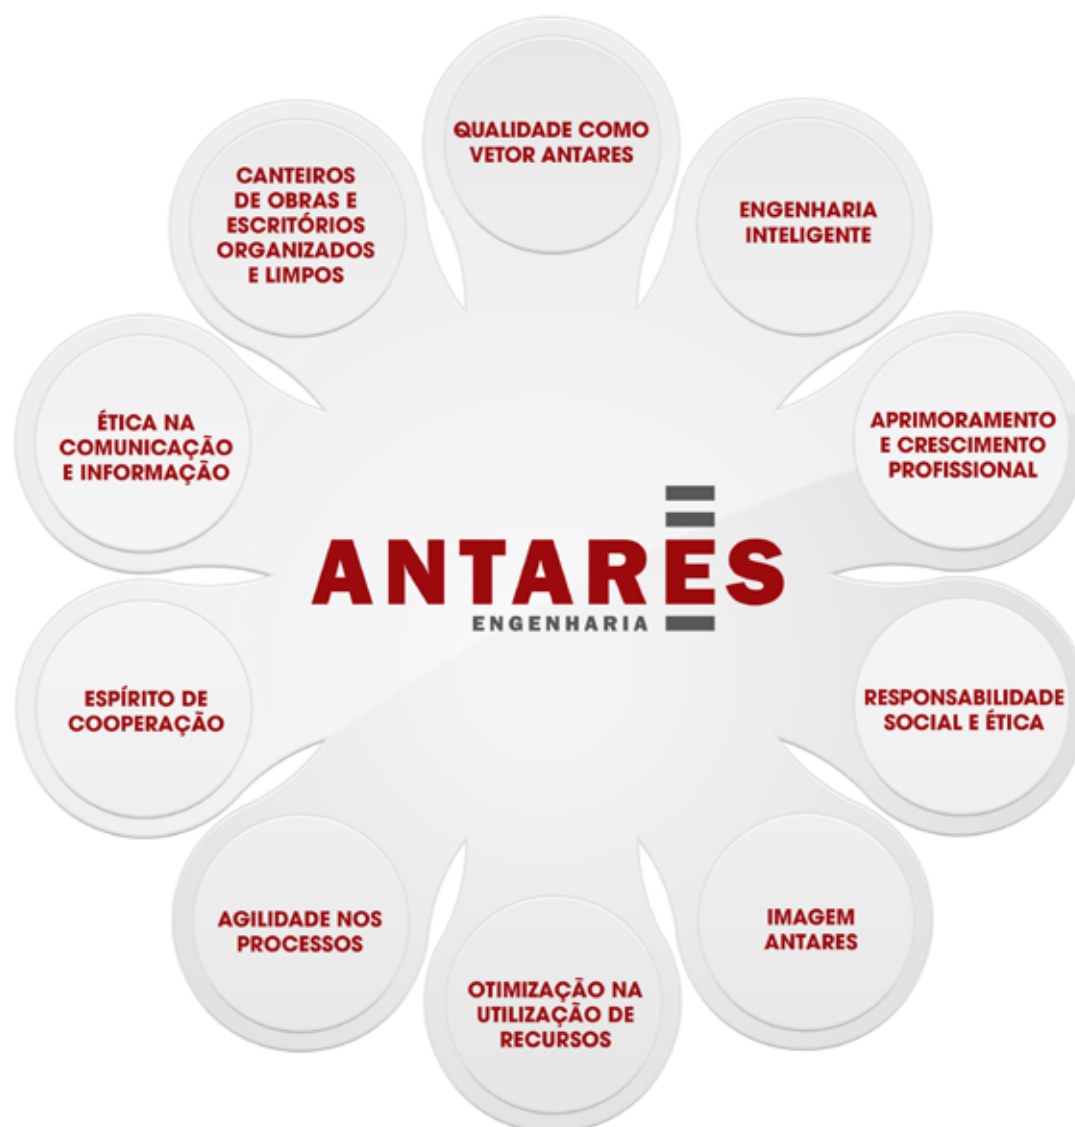 QUALIDADE COMO
VETOR ANTARES
ENGENHARIA
INTELIGENTE
APRIMORAMENTO
E CRESCIMENTO
PROFISSIONAL
RESPONSABILIDADE
SOCIAL E ÉTICA
IMAGEM
ANTARES
OTIMIZAÇÃO NA
UTILIZAÇÃO DE
RECURSOS
AGILIDADE NOS
PROCESSOS
ESPÍRITO DE
COOPERAÇÃO
ÉTICA NA
COMUNICAÇÃO
E INFORMAÇÃO
CANTEIROS
DE OBRAS E
ESCRITÓRIOS
ORGANIZADOS
E LIMPOS
ANTARES
ENGENHARIA